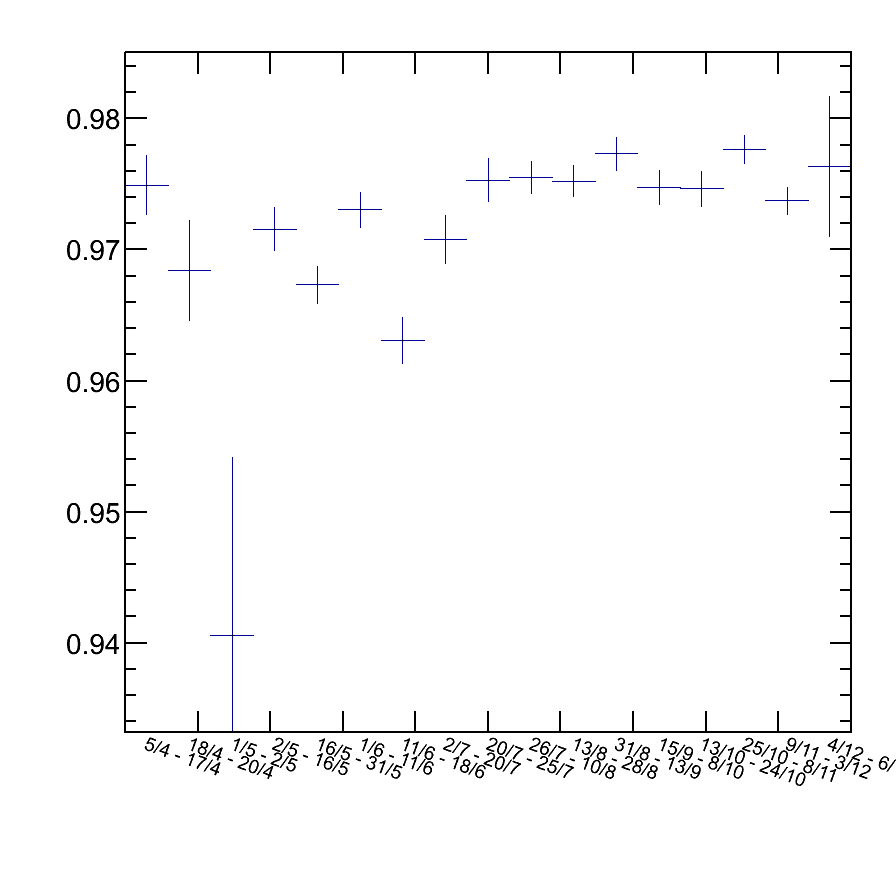 0.98
0.97
0.96
0.95
0.94
5/4 - 17/4
18/4 - 20/4
1/5 - 2/5
2/5 - 16/5
16/5 - 31/5
1/6 - 11/6
11/6 - 18/6
2/7 - 20/7
20/7 - 25/7
26/7 - 10/8
13/8 - 28/8
31/8 - 13/9
15/9 - 8/10
13/10 - 24/10
25/10 - 8/11
9/11 - 3/12
4/12 - 6/